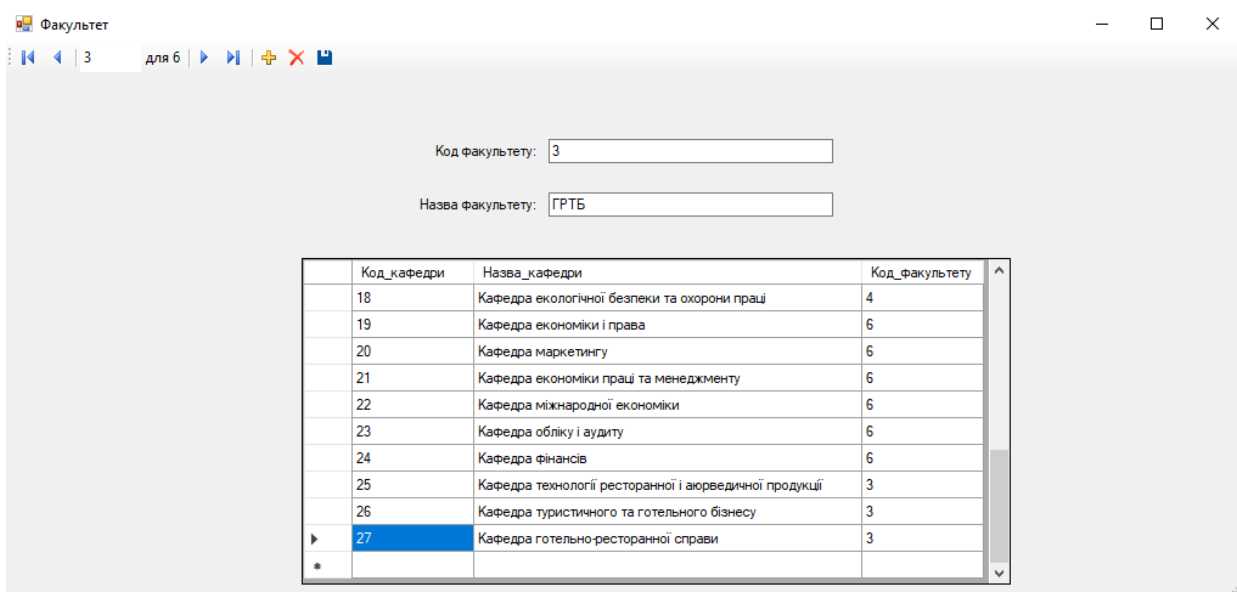 Факультет
3 для 6
Код факультету: 3
Назва факультету: ГРТБ
Код_кафедри Назва_кафедри Код_факультету
18 Кафедра екологічної безпеки та охорони праці 4
19 Кафедра економіки і права 6
20 Кафедра маркетингу 6
21 Кафедра економіки праці та менеджменту 6
22 Кафедра міжнародної економіки 6
23 Кафедра обліку і аудиту 6
24 Кафедра фінансів 6
25 Кафедра технології ресторанної і аюрведичної продукції 3
26 Кафедра туристичного та готельного бізнесу 3
27 Кафедра готельно-ресторанної справи 3